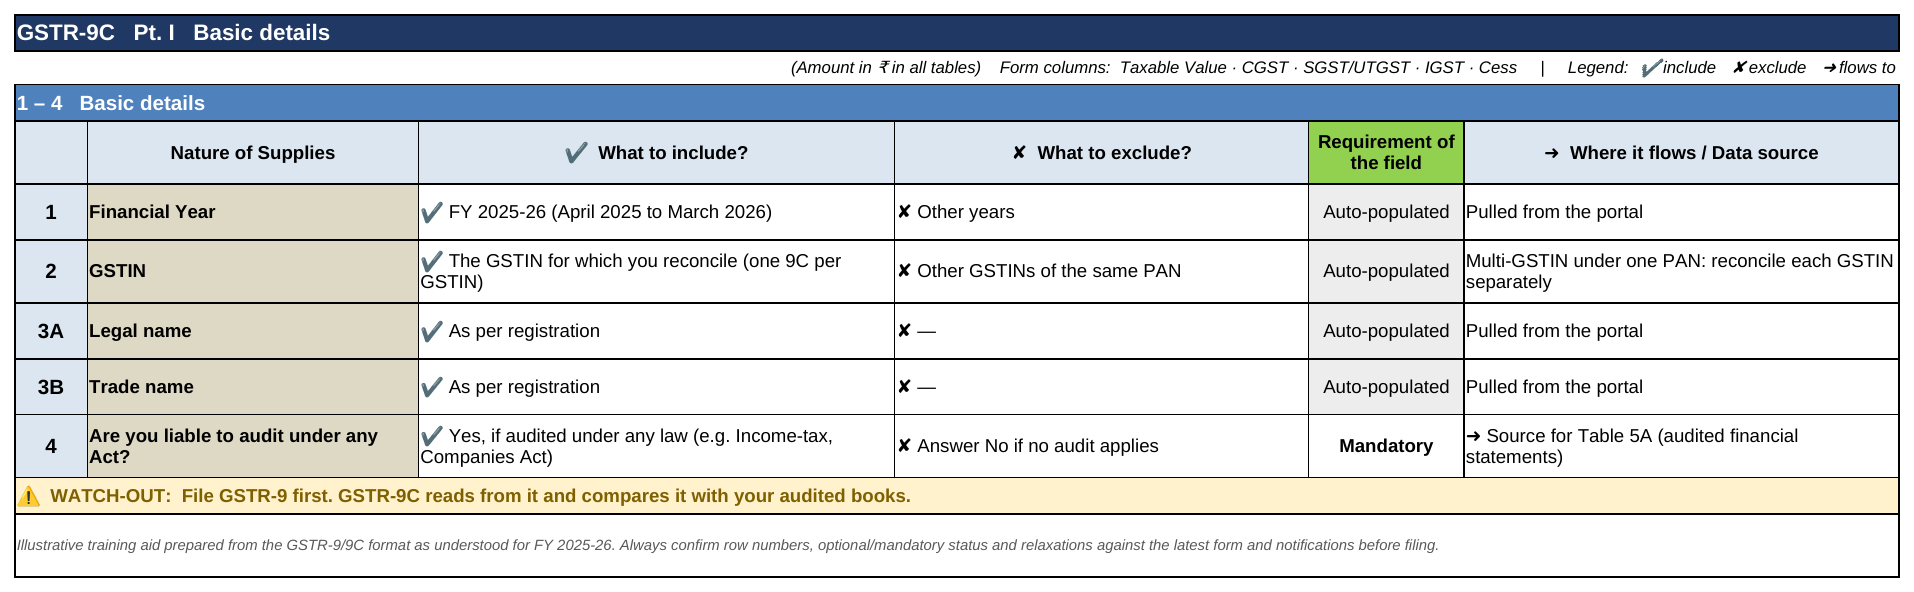 GSTR-9C Pt. I Basic details
(Amount in ₹ in all tables) Form columns: Taxable Value · CGST · SGST/UTGST · IGST · Cess | Legend: ✔include ✘exclude ➜flows to
1 – 4 Basic details
Nature of Supplies ✔ What to include? ✘ What to exclude? Requirement of the field ➜ Where it flows / Data source
1 Financial Year ✔ FY 2025-26 (April 2025 to March 2026) ✘ Other years Auto-populated Pulled from the portal
2 GSTIN ✔ The GSTIN for which you reconcile (one 9C per GSTIN) ✘ Other GSTINs of the same PAN Auto-populated Multi-GSTIN under one PAN: reconcile each GSTIN separately
3A Legal name ✔ As per registration ✘ — Auto-populated Pulled from the portal
3B Trade name ✔ As per registration ✘ — Auto-populated Pulled from the portal
4 Are you liable to audit under any Act? ✔ Yes, if audited under any law (e.g. Income-tax, Companies Act) ✘ Answer No if no audit applies Mandatory ➜ Source for Table 5A (audited financial statements)
⚠ WATCH-OUT: File GSTR-9 first. GSTR-9C reads from it and compares it with your audited books.
Illustrative training aid prepared from the GSTR-9/9C format as understood for FY 2025-26. Always confirm row numbers, optional/mandatory status and relaxations against the latest form and notifications before filing.